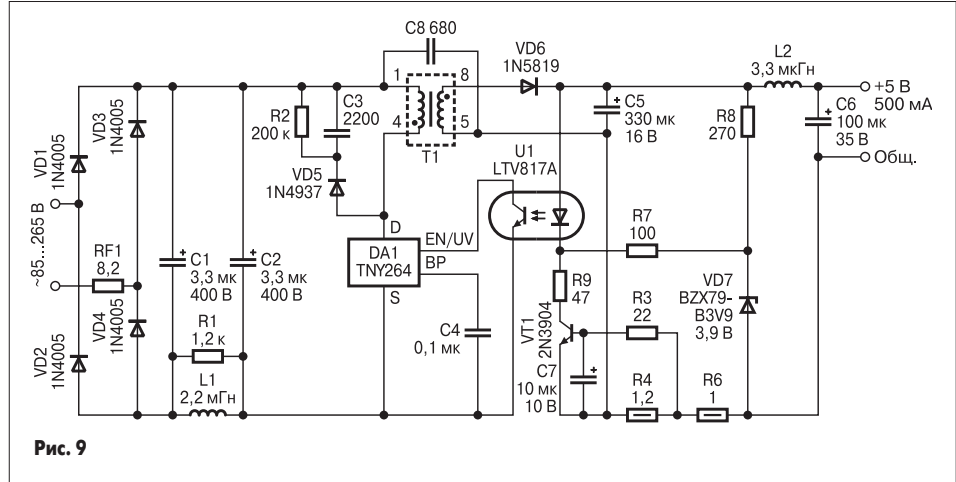 C8 680
VD6
1N5819
L2
3,3 мкГн
+5 В
500 мА
C6
100 мк
35 В
Общ.
1
8
4
5
T1
C5
330 мк
16 В
R8
270
R2
200 к
C3
2200
VD5
1N4937
U1
LTV817A
VD3
1N4005
VD1
1N4005
~85...265 В
RF1
8,2
VD4
1N4005
VD2
1N4005
C1
3,3 мк
400 В
C2
3,3 мк
400 В
R1
1,2 к
L1
2,2 мГн
D
DA1
TNY264
EN/UV
BP
S
C4
0,1 мк
R7
100
R9
47
VT1
2N3904
R3
22
VD7
BZX79-
B3V9
3,9 В
C7
10 мк
10 В
R4
1,2
R6
1
Рис. 9